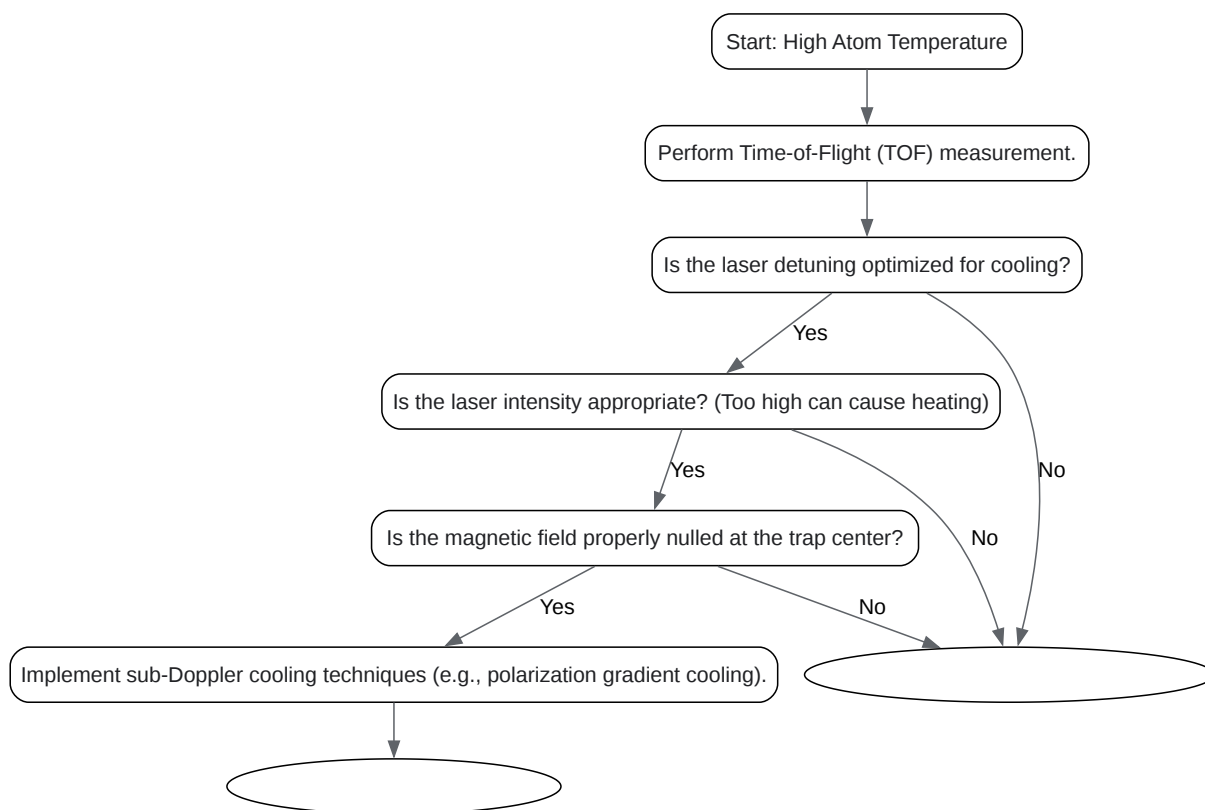 Start: High Atom Temperature
Perform Time-of-Flight (TOF) measurement.
Is the laser detuning optimized for cooling?
Yes
Is the laser intensity appropriate? (Too high can cause heating)
Yes
No
Is the magnetic field properly nulled at the trap center?
No
Yes
No
Implement sub-Doppler cooling techniques (e.g., polarization gradient cooling).